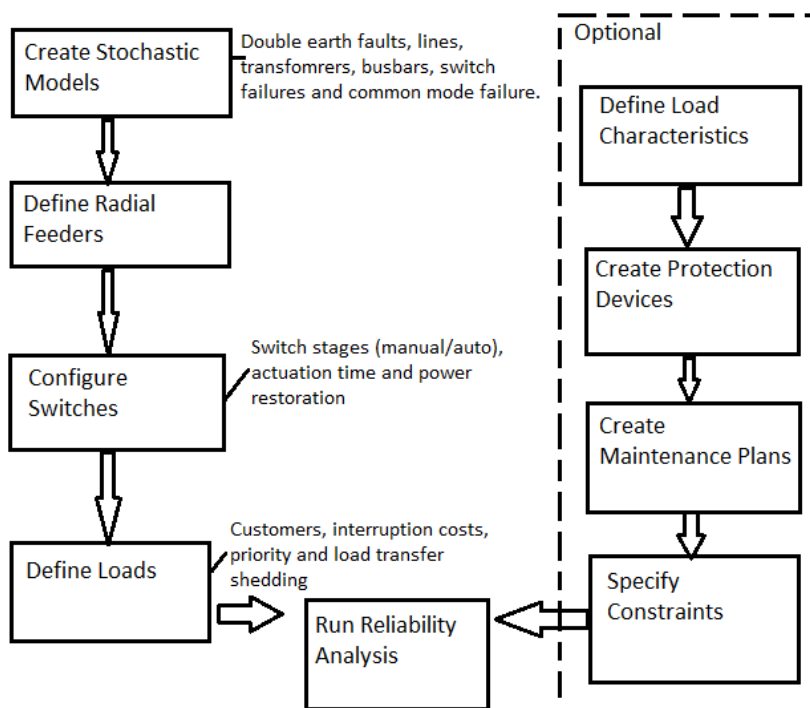 Create Stochastic
Models
Double earth faults, lines,
transfomrers, busbars, switch
failures and common mode failure.
Define Radial
Feeders
Configure
Switches
Switch stages (manual/auto),
actuation time and power
restoration
Define Loads
Customers, interruption costs,
priority and load transfer
shedding
Run Reliability
Analysis
Optional
Define Load
Characteristics
Create Protection
Devices
Create
Maintenance Plans
Specify
Constraints